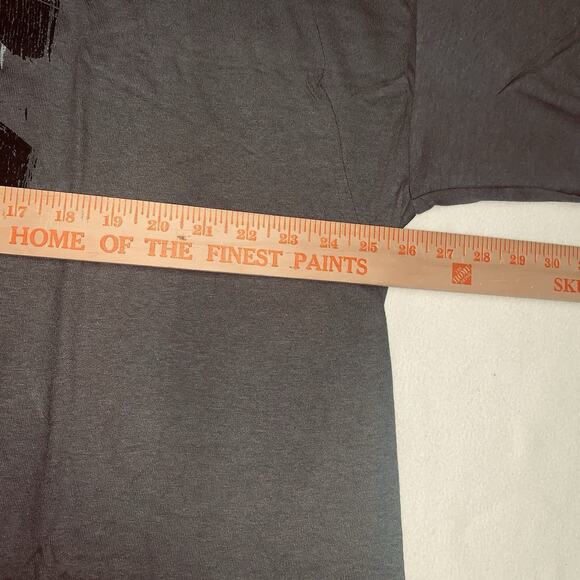 17 18 19 20 21 22 23 24 25 26 27 28 29 30
HOME OF THE FINEST PAINTS
SKU